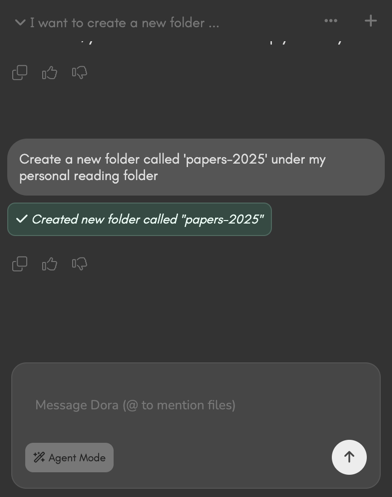 I want to create a new folder ...
Create a new folder called 'papers-2025' under my
personal reading folder
Created new folder called "papers-2025"
Message Dora (@ to mention files)
Agent Mode